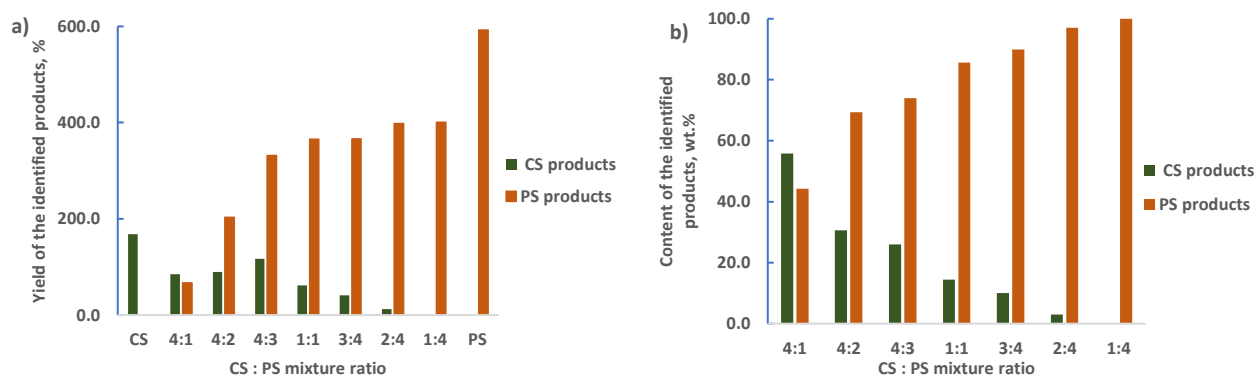 a)
Yield of the identified products, %
600.0
400.0
200.0
0.0
CS 4:1 4:2 4:3 1:1 3:4 2:4 1:4 PS
CS : PS mixture ratio
CS products
PS products
b)
Content of the identified
products, wt.%
100.0
80.0
60.0
40.0
20.0
0.0
4:1 4:2 4:3 1:1 3:4 2:4 1:4
CS : PS mixture ratio
CS products
PS products